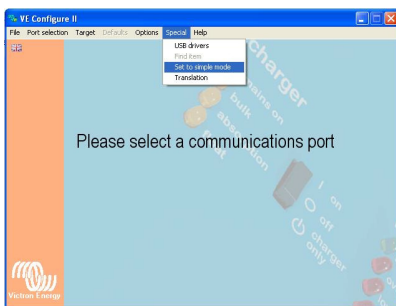 VE Configure II
File Port selection Target Defaults Options Special Help
USB drivers
Find item
Set to simple mode
Translation
charger
mains on
bulk
absorption
float
Please select a communications port
I on
O off
charger
only
Victron Energy